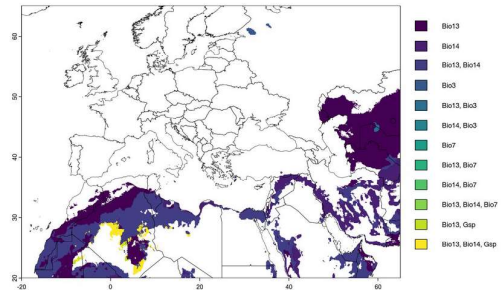 60
50
40
30
20
-20
0
20
40
60
Bio13
Bio14
Bio13, Bio14
Bio3
Bio13, Bio3
Bio14, Bio3
Bio7
Bio13, Bio7
Bio14, Bio7
Bio13, Bio14, Bio7
Bio13, Gsp
Bio13, Bio14, Gsp